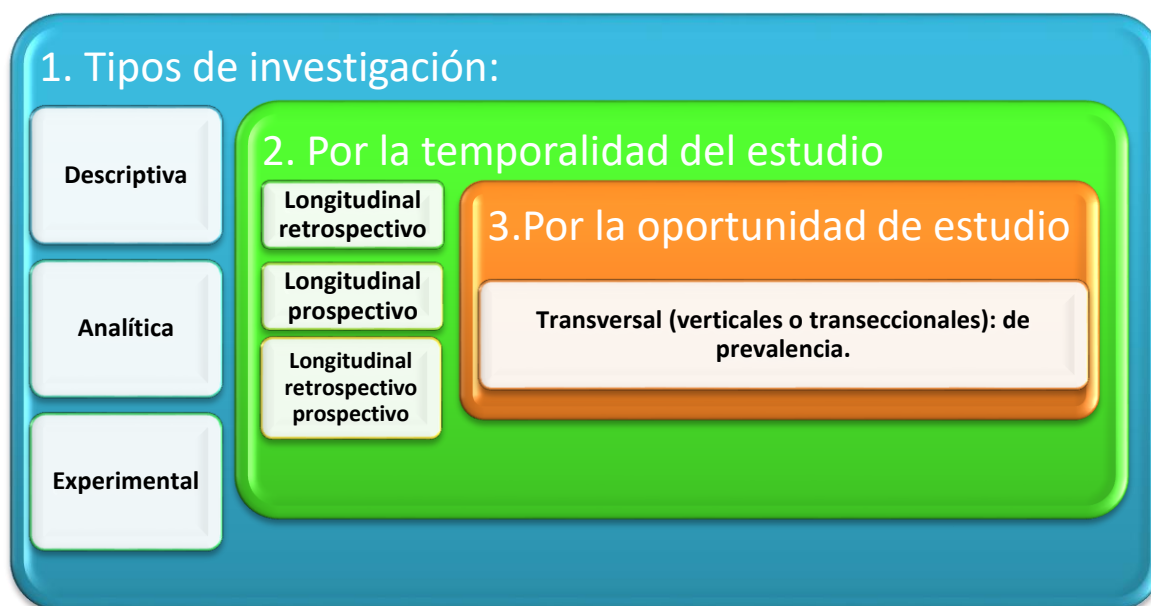 1. Tipos de investigación:
Descriptiva
Analítica
Experimental
2. Por la temporalidad del estudio
Longitudinal
retrospectivo
Longitudinal
prospectivo
Longitudinal
retrospectivo
prospectivo
3.Por la oportunidad de estudio
Transversal (verticales o transeccionales): de
prevalencia.